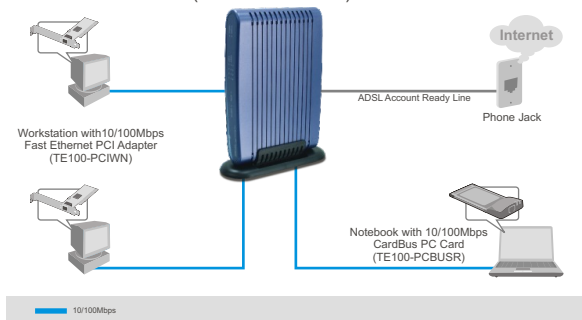 Internet
ADSL Account Ready Line
Phone Jack
Workstation with10/100Mbps
Fast Ethernet PCI Adapter
(TE100-PCIWN)
Notebook with 10/100Mbps
CardBus PC Card
(TE100-PCBUSR)
10/100Mbps